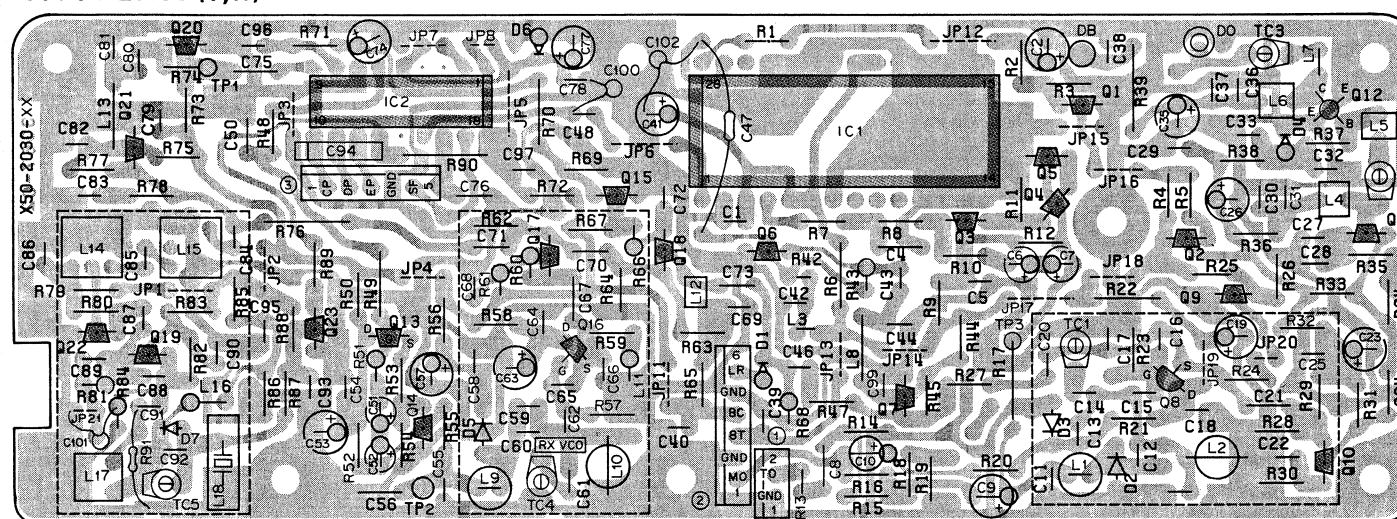 Q20 C96 R71 C74 JP7 JP8 D6 C77 C102 R1 JP12 C2 DB C38 DO TC3 L7
C81 C80 R74 TP1 C75 C100 C78 R2 R3 Q1 R39 C37 C36 L6 Q12
L13 Q21 C79 R73 C50 R48 JP3 IC2 JP5 R70 C48 C41 C47 IC1 JP15 C35 C33 D4 R37 L5
C82 R77 R75 C94 R90 C97 R69 JP6 Q5 C29 R38 C32
C83 R78 CP DP EP GND SF 5 C76 R72 Q15 C72 R11 Q4 JP16 R4 R5 C26 C30 C31 L4
X50-2030-XX
R76 R62 C71 Q17 R67 C1 R7 R8 Q3 R12 C27 R36 C28
C86 L14 C85 L15 C84 JP2 R89 JP4 C68 R61 R60 C70 R66 Q18 Q6 R42 C4 R10 C6 C7 JP18 Q2 R25 R26 R35
R79 JP1 R80 R83 R85 C95 R50 R49 R56 C67 R64 L12 C73 C42 R6 R43 C43 C5 R9 R22 Q9 R33
C87 R88 Q23 Q13 D S R58 C64 D Q16 R59 C69 L3 C44 JP17 TP3 TC1 C20 C17 R23 C16 C19 R32 C23
Q22 Q19 R82 C90 R51 C57 C63 S G C66 L11 R63 D1 C46 JP13 L8 JP14 R44 R17 JP19 JP20 R24 C25
C89 R84 C88 L16 R86 R87 C93 C54 R53 C58 C65 R57 JP11 R65 6 LR GND C39 R68 C99 R47 Q7 R45 R27 G S Q8 D R29 R31
R81 JP21 C91 C51 Q14 R55 D5 C59 C62 8C 8T 1 R14 D3 C14 C15 C21
C101 R91 D7 C53 R54 C60 RX VCO C40 GND C10 C13 R21 C18 R28
C92 R52 C52 C55 L10 MO TO C8 R18 R19 R20 C12 L2 C22 Q10
L17 TC5 L18 C56 TP2 L9 TC4 C61 2 GND R13 R16 R15 C9 C11 L1 D2 R30